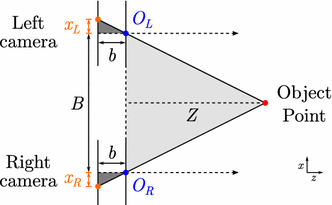 Left
camera
x_L
O_L
b
B
Z
Object
Point
b
Right
camera
x_R
O_R
x
z